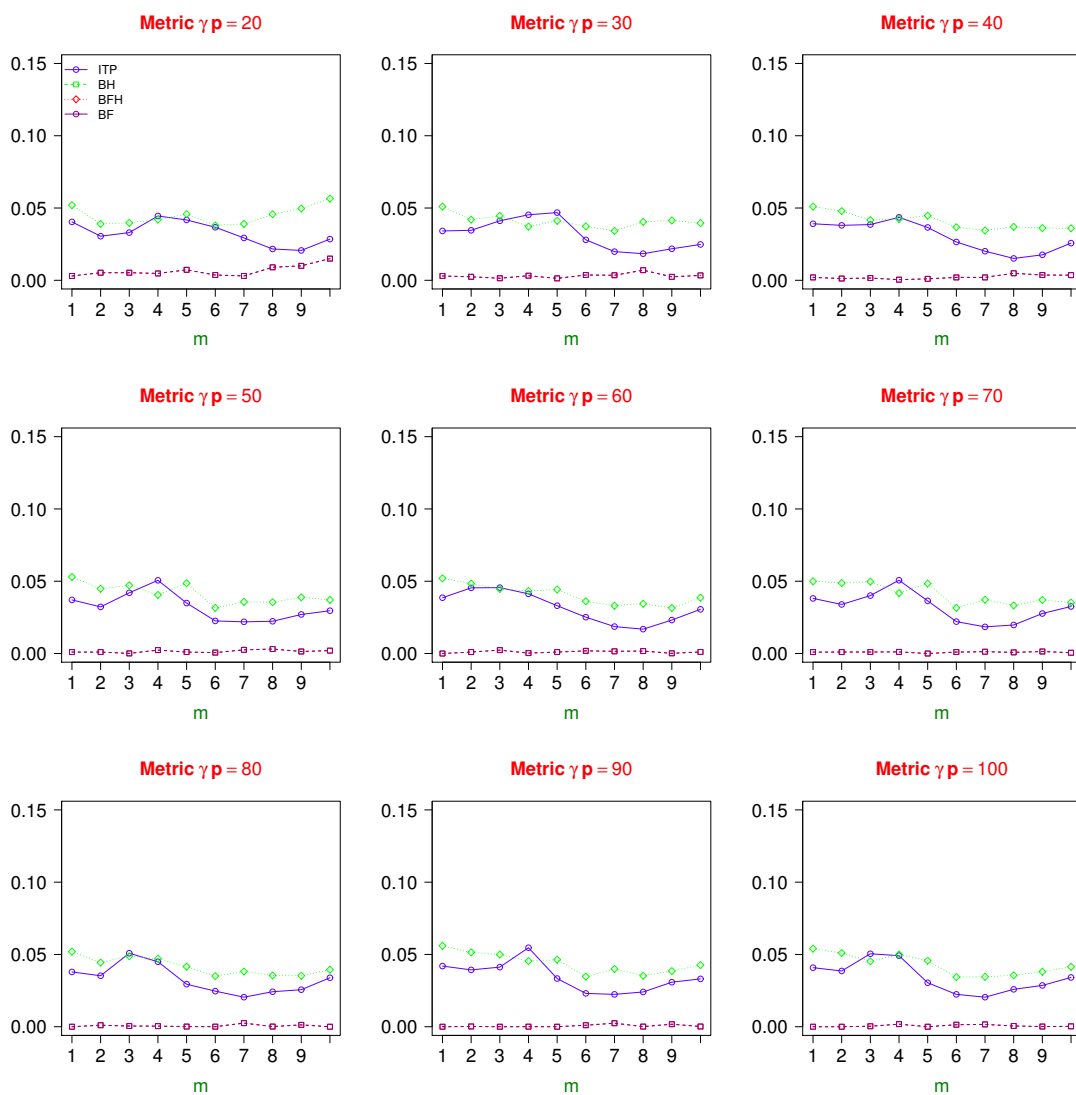 Metric γ p = 20
Metric γ p = 30
Metric γ p = 40
0.15
0.10
0.05
0.00
ITP
BH
BFH
BF
1 2 3 4 5 6 7 8 9
m
0.15
0.10
0.05
0.00
1 2 3 4 5 6 7 8 9
m
0.15
0.10
0.05
0.00
1 2 3 4 5 6 7 8 9
m
Metric γ p = 50
Metric γ p = 60
Metric γ p = 70
0.15
0.10
0.05
0.00
1 2 3 4 5 6 7 8 9
m
0.15
0.10
0.05
0.00
1 2 3 4 5 6 7 8 9
m
0.15
0.10
0.05
0.00
1 2 3 4 5 6 7 8 9
m
Metric γ p = 80
Metric γ p = 90
Metric γ p = 100
0.15
0.10
0.05
0.00
1 2 3 4 5 6 7 8 9
m
0.15
0.10
0.05
0.00
1 2 3 4 5 6 7 8 9
m
0.15
0.10
0.05
0.00
1 2 3 4 5 6 7 8 9
m